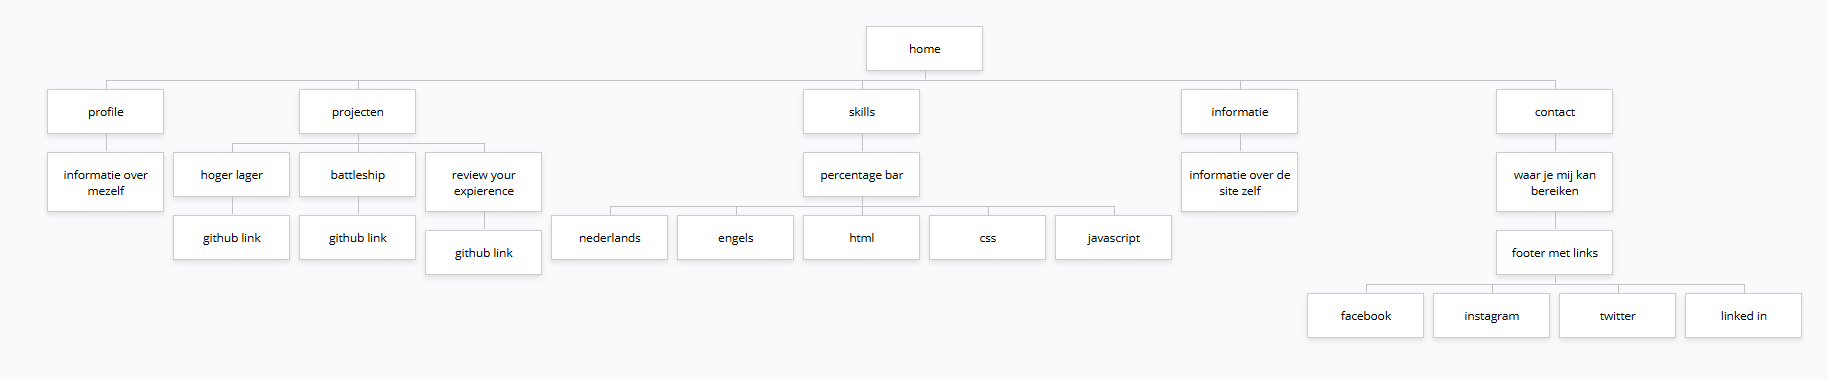 home
profile
projecten
skills
informatie
contact
informatie over
mezelf
hoger lager
battleship
review your
expierence
percentage bar
informatie over de
site zelf
waar je mij kan
bereiken
github link
github link
github link
nederlands
engels
html
css
javascript
footer met links
facebook
instagram
twitter
linked in